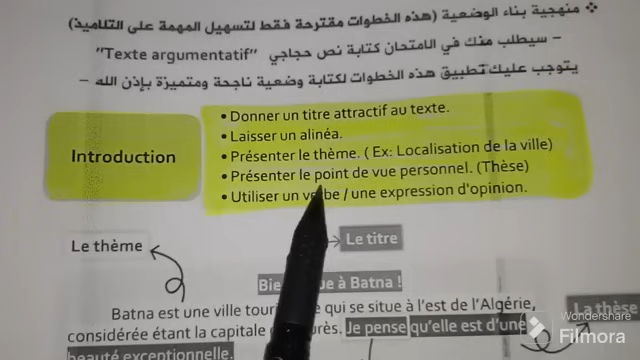 ❖ منهجية بناء الوضعية (هذه الخطوات مقترحة فقط لتسهيل المهمة على التلاميذ)
– سيطلب منك في الامتحان كتابة نص حجاجي "Texte argumentatif"
يتوجب عليك تطبيق هذه الخطوات لكتابة وضعية ناجحة ومتميزة بإذن الله –
Introduction
• Donner un titre attractif au texte.
• Laisser un alinéa.
• Présenter le thème. ( Ex: Localisation de la ville)
• Présenter le point de vue personnel. (Thèse)
• Utiliser un verbe / une expression d'opinion.
Le thème
Le titre
à Batna !
Batna est une ville qui se situe à l'est de l'Algérie,
La thèse
considérée étant la capitale Je pense qu'elle est d'une
beauté exceptionnelle.
Wondershare
Filmora